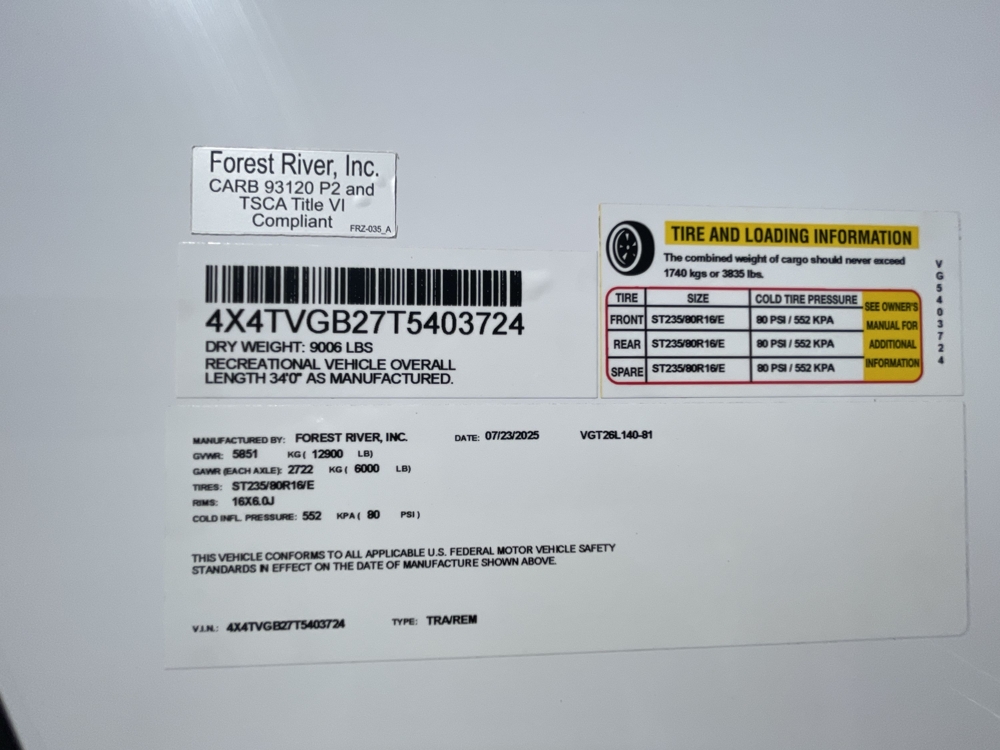 Forest River, Inc.
CARB 93120 P2 and
TSCA Title VI
Compliant
FRZ-035_A
4X4TVGB27T5403724
DRY WEIGHT: 9006 LBS
RECREATIONAL VEHICLE OVERALL
LENGTH 34'0" AS MANUFACTURED.
TIRE AND LOADING INFORMATION
The combined weight of cargo should never exceed
1740 kgs or 3835 lbs.
TIRE SIZE COLD TIRE PRESSURE
FRONT ST235/80R16/E 80 PSI / 552 KPA
REAR ST235/80R16/E 80 PSI / 552 KPA
SPARE ST235/80R16/E 80 PSI / 552 KPA
SEE OWNER'S
MANUAL FOR
ADDITIONAL
INFORMATION
VG5403724
MANUFACTURED BY: FOREST RIVER, INC. DATE: 07/23/2025 VGT26L140-81
GVWR: 5851 KG( 12900 LB)
GAWR (EACH AXLE): 2722 KG( 6000 LB)
TIRES: ST235/80R16/E
RIMS: 16X6.0J
COLD INFL. PRESSURE: 552 KPA( 80 PSI)
THIS VEHICLE CONFORMS TO ALL APPLICABLE U.S. FEDERAL MOTOR VEHICLE SAFETY
STANDARDS IN EFFECT ON THE DATE OF MANUFACTURE SHOWN ABOVE.
V.I.N.: 4X4TVGB27T5403724 TYPE: TRA/REM